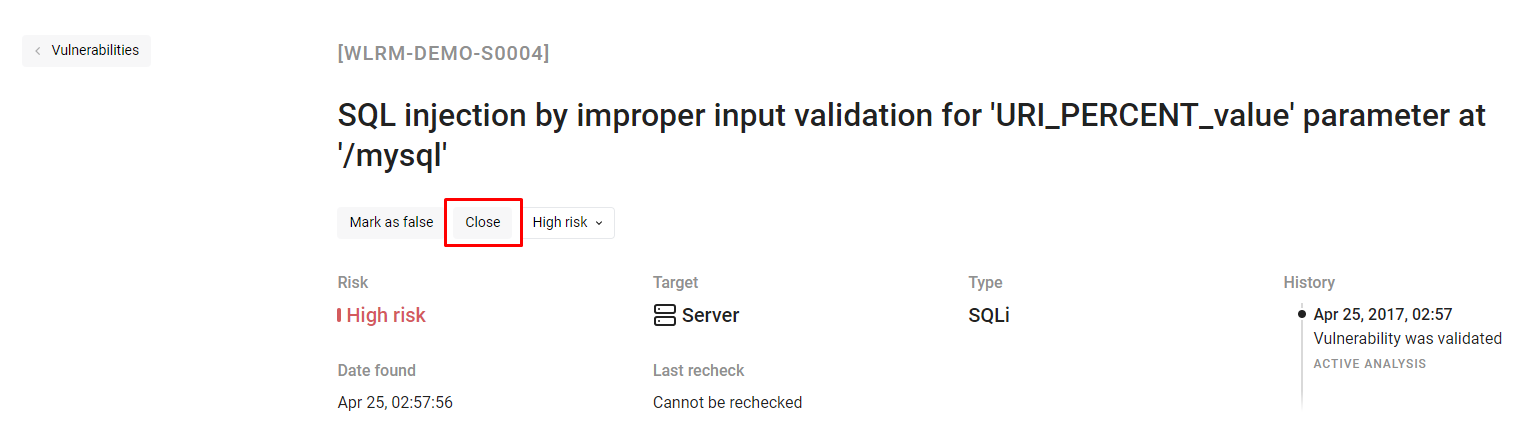 Vulnerabilities
[WLRM-DEMO-S0004]
SQL injection by improper input validation for 'URI_PERCENT_value' parameter at
'/mysql'
Mark as false Close High risk
Risk Target Type History
High risk Server SQLi Apr 25, 2017, 02:57
Vulnerability was validated
ACTIVE ANALYSIS
Date found Last recheck
Apr 25, 02:57:56 Cannot be rechecked